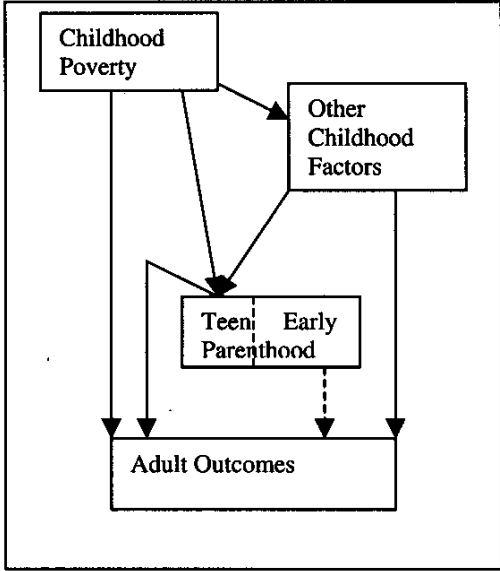 Childhood
Poverty
Other
Childhood
Factors
Teen Early
Parenthood
Adult Outcomes